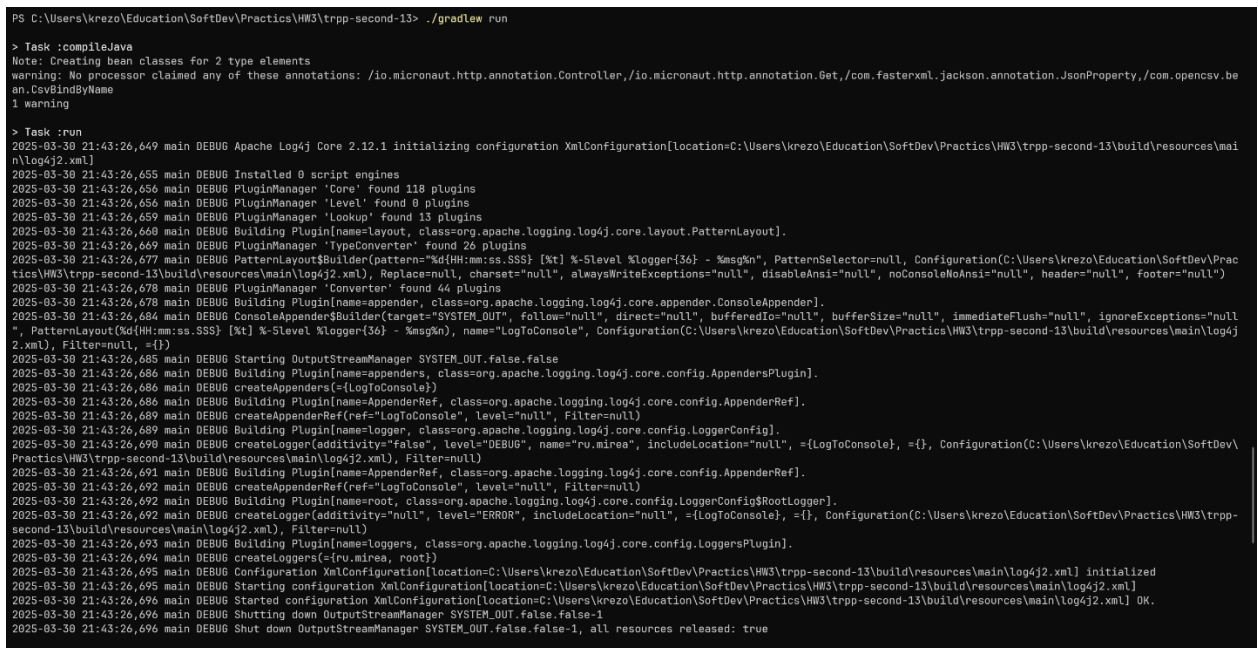 PS C:\Users\krezo\Education\SoftDev\Practics\HW3\trpp-second-13> ./gradlew run
> Task :compileJava
Note: Creating bean classes for 2 type elements
warning: No processor claimed any of these annotations: /io.micronaut.http.annotation.Controller,/io.micronaut.http.annotation.Get,/com.fasterxml.jackson.annotation.JsonProperty,/com.opencsv.be
an.CsvBindByName
1 warning
> Task :run
2025-03-30 21:43:26,649 main DEBUG Apache Log4j Core 2.12.1 initializing configuration XmlConfiguration[location=C:\Users\krezo\Education\SoftDev\Practics\HW3\trpp-second-13\build\resources\mai
n\log4j2.xml]
2025-03-30 21:43:26,655 main DEBUG Installed 0 script engines
2025-03-30 21:43:26,656 main DEBUG PluginManager 'Core' found 118 plugins
2025-03-30 21:43:26,656 main DEBUG PluginManager 'Level' found 0 plugins
2025-03-30 21:43:26,659 main DEBUG PluginManager 'Lookup' found 13 plugins
2025-03-30 21:43:26,660 main DEBUG Building Plugin[name=layout, class=org.apache.logging.log4j.core.layout.PatternLayout].
2025-03-30 21:43:26,669 main DEBUG PluginManager 'TypeConverter' found 26 plugins
2025-03-30 21:43:26,677 main DEBUG PatternLayout$Builder(pattern="%d{HH:mm:ss.SSS} [%t] %-5level %logger{36} - %msg%n", PatternSelector=null, Configuration(C:\Users\krezo\Education\SoftDev\Prac
tics\HW3\trpp-second-13\build\resources\main\log4j2.xml), Replace=null, charset="null", alwaysWriteExceptions="null", disableAnsi="null", noConsoleNoAnsi="null", header="null", footer="null")
2025-03-30 21:43:26,678 main DEBUG PluginManager 'Converter' found 44 plugins
2025-03-30 21:43:26,678 main DEBUG Building Plugin[name=appender, class=org.apache.logging.log4j.core.appender.ConsoleAppender].
2025-03-30 21:43:26,684 main DEBUG ConsoleAppender$Builder(target="SYSTEM_OUT", follow="null", direct="null", bufferedIo="null", bufferSize="null", immediateFlush="null", ignoreExceptions="null
", PatternLayout(%d{HH:mm:ss.SSS} [%t] %-5level %logger{36} - %msg%n), name="LogToConsole", Configuration(C:\Users\krezo\Education\SoftDev\Practics\HW3\trpp-second-13\build\resources\main\log4j
2.xml), Filter=null, ={})
2025-03-30 21:43:26,685 main DEBUG Starting OutputStreamManager SYSTEM_OUT.false.false
2025-03-30 21:43:26,686 main DEBUG Building Plugin[name=appenders, class=org.apache.logging.log4j.core.config.AppendersPlugin].
2025-03-30 21:43:26,686 main DEBUG createAppenders(={LogToConsole})
2025-03-30 21:43:26,686 main DEBUG Building Plugin[name=AppenderRef, class=org.apache.logging.log4j.core.config.AppenderRef].
2025-03-30 21:43:26,689 main DEBUG createAppenderRef(ref="LogToConsole", level="null", Filter=null)
2025-03-30 21:43:26,689 main DEBUG Building Plugin[name=logger, class=org.apache.logging.log4j.core.config.LoggerConfig].
2025-03-30 21:43:26,690 main DEBUG createLogger(additivity="false", level="DEBUG", name="ru.mirea", includeLocation="null", ={LogToConsole}, ={}, Configuration(C:\Users\krezo\Education\SoftDev\
Practics\HW3\trpp-second-13\build\resources\main\log4j2.xml), Filter=null)
2025-03-30 21:43:26,691 main DEBUG Building Plugin[name=AppenderRef, class=org.apache.logging.log4j.core.config.AppenderRef].
2025-03-30 21:43:26,692 main DEBUG createAppenderRef(ref="LogToConsole", level="null", Filter=null)
2025-03-30 21:43:26,692 main DEBUG Building Plugin[name=root, class=org.apache.logging.log4j.core.config.LoggerConfig$RootLogger].
2025-03-30 21:43:26,692 main DEBUG createLogger(additivity="null", level="ERROR", includeLocation="null", ={LogToConsole}, ={}, Configuration(C:\Users\krezo\Education\SoftDev\Practics\HW3\trpp-
second-13\build\resources\main\log4j2.xml), Filter=null)
2025-03-30 21:43:26,693 main DEBUG Building Plugin[name=loggers, class=org.apache.logging.log4j.core.config.LoggersPlugin].
2025-03-30 21:43:26,694 main DEBUG createLoggers(={ru.mirea, root})
2025-03-30 21:43:26,695 main DEBUG Configuration XmlConfiguration[location=C:\Users\krezo\Education\SoftDev\Practics\HW3\trpp-second-13\build\resources\main\log4j2.xml] initialized
2025-03-30 21:43:26,695 main DEBUG Starting configuration XmlConfiguration[location=C:\Users\krezo\Education\SoftDev\Practics\HW3\trpp-second-13\build\resources\main\log4j2.xml]
2025-03-30 21:43:26,696 main DEBUG Started configuration XmlConfiguration[location=C:\Users\krezo\Education\SoftDev\Practics\HW3\trpp-second-13\build\resources\main\log4j2.xml] OK.
2025-03-30 21:43:26,696 main DEBUG Shutting down OutputStreamManager SYSTEM_OUT.false.false-1
2025-03-30 21:43:26,696 main DEBUG Shut down OutputStreamManager SYSTEM_OUT.false.false-1, all resources released: true